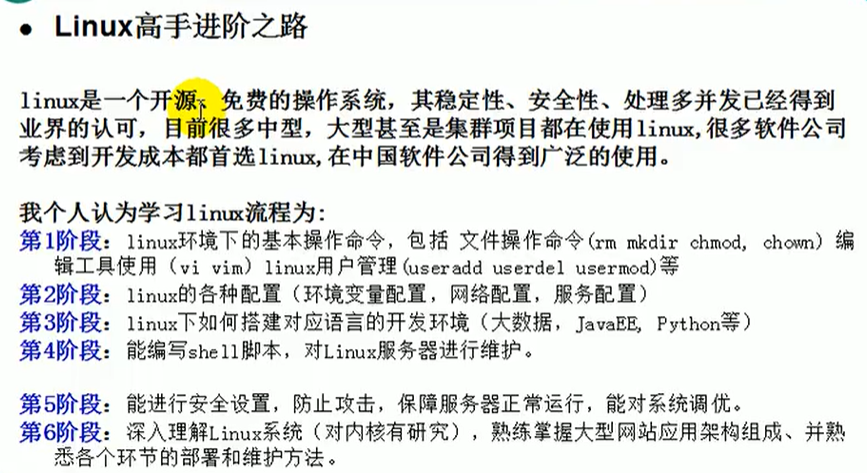 ● Linux高手进阶之路
linux是一个开源、免费的操作系统，其稳定性、安全性、处理多并发已经得到
业界的认可，目前很多中型，大型甚至是集群项目都在使用linux,很多软件公司
考虑到开发成本都首选linux,在中国软件公司得到广泛的使用。
我个人认为学习linux流程为:
第1阶段：linux环境下的基本操作命令，包括 文件操作命令(rm mkdir chmod, chown) 编
辑工具使用（vi vim）linux用户管理(useradd userdel usermod)等
第2阶段：linux的各种配置（环境变量配置，网络配置，服务配置）
第3阶段：linux下如何搭建对应语言的开发环境（大数据，JavaEE, Python等）
第4阶段：能编写shell脚本，对Linux服务器进行维护。
第5阶段：能进行安全设置，防止攻击，保障服务器正常运行，能对系统调优。
第6阶段：深入理解Linux系统（对内核有研究），熟练掌握大型网站应用架构组成、并熟
悉各个环节的部署和维护方法。